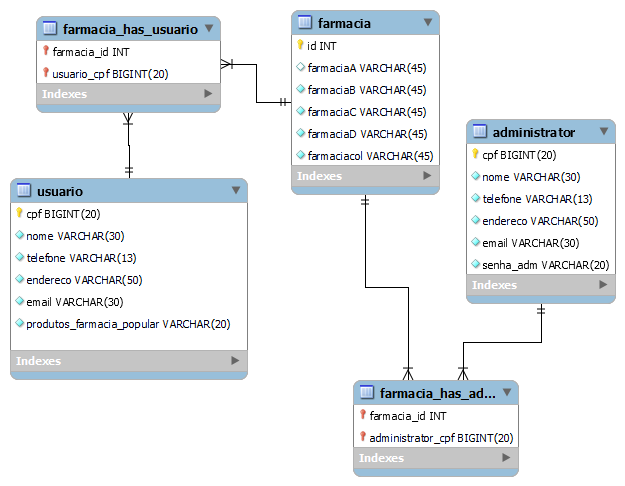 farmacia_has_usuario
farmacia_id INT
usuario_cpf BIGINT(20)
Indexes
farmacia
id INT
farmaciaA VARCHAR(45)
farmaciaB VARCHAR(45)
farmaciaC VARCHAR(45)
farmaciaD VARCHAR(45)
farmaciacol VARCHAR(45)
Indexes
administrator
cpf BIGINT(20)
nome VARCHAR(30)
telefone VARCHAR(13)
endereco VARCHAR(50)
email VARCHAR(30)
senha_adm VARCHAR(20)
Indexes
usuario
cpf BIGINT(20)
nome VARCHAR(30)
telefone VARCHAR(13)
endereco VARCHAR(50)
email VARCHAR(30)
produtos_farmacia_popular VARCHAR(20)
Indexes
farmacia_has_ad...
farmacia_id INT
administrator_cpf BIGINT(20)
Indexes